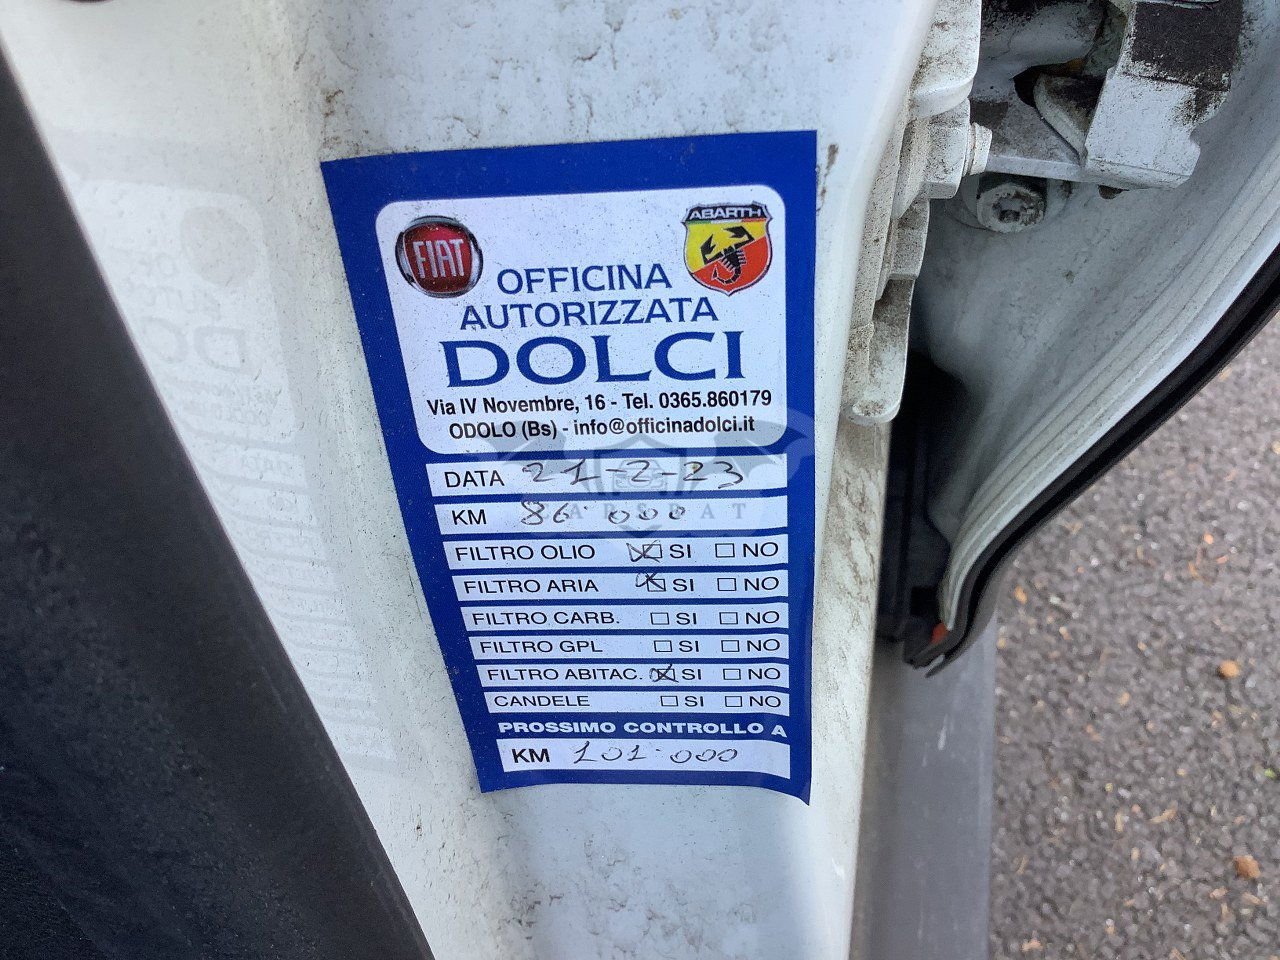 FIAT
ABARTH
OFFICINA
AUTORIZZATA
DOLCI
Via IV Novembre, 16 - Tel. 0365.860179
ODOLO (Bs) - info@officinadolci.it
DATA 21-2-23
KM 86.000
CARSBAT
FILTRO OLIO SI NO
FILTRO ARIA SI NO
FILTRO CARB. SI NO
FILTRO GPL SI NO
FILTRO ABITAC. SI NO
CANDELE SI NO
PROSSIMO CONTROLLO A
KM 101.000